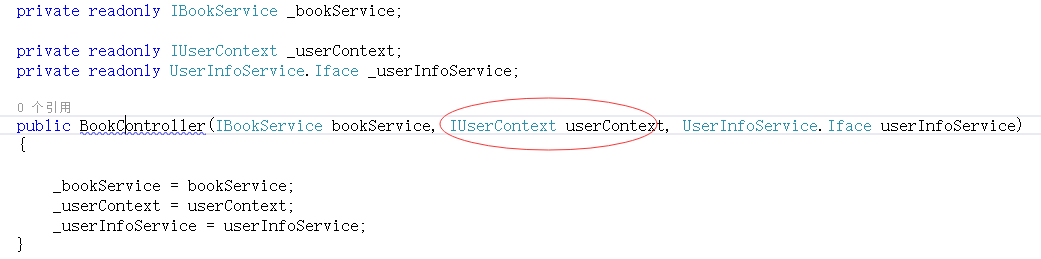 private readonly IBookService _bookService;
private readonly IUserContext _userContext;
private readonly UserInfoService.Iface _userInfoService;
0 个引用
public BookController(IBookService bookService, IUserContext userContext, UserInfoService.Iface userInfoService)
{
_bookService = bookService;
_userContext = userContext;
_userInfoService = userInfoService;
}